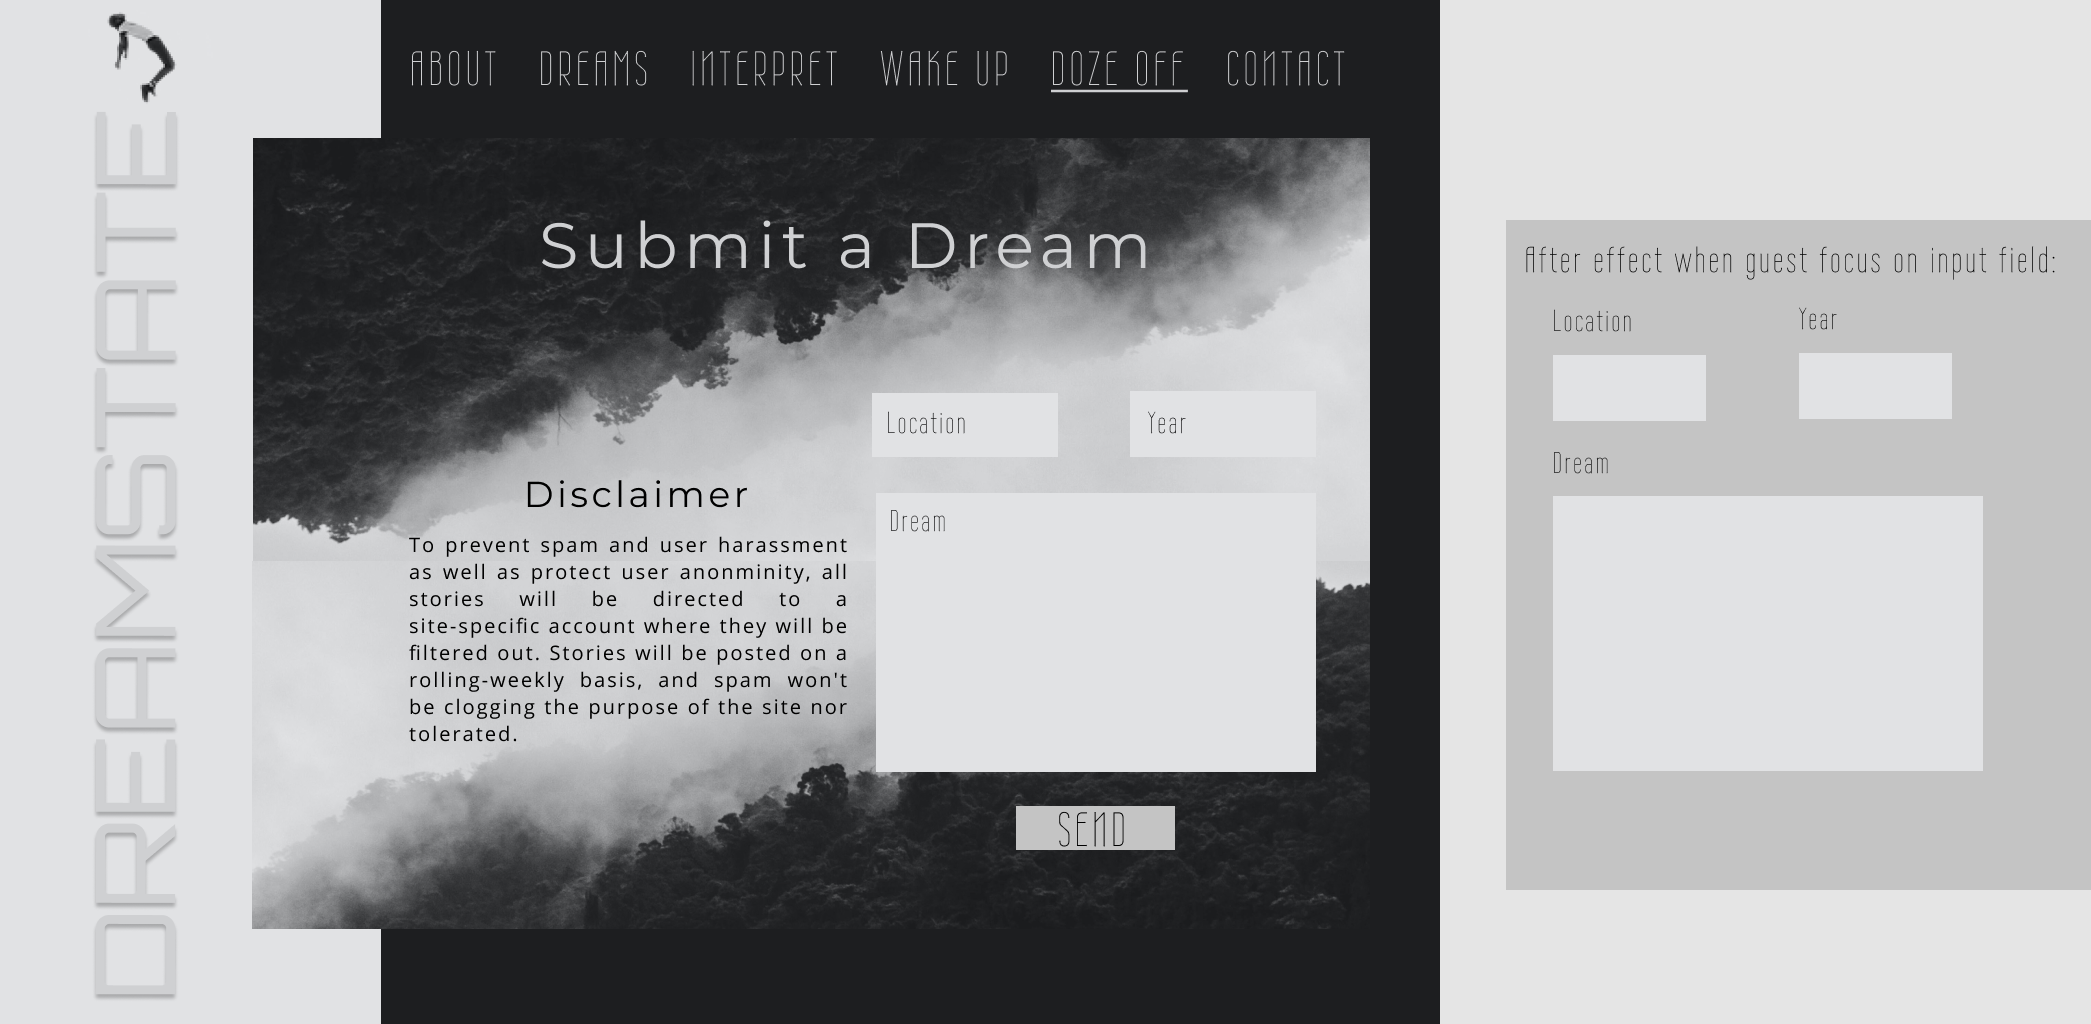 DREAMSTATE
ABOUT DREAMS INTERPRET WAKE UP DOZE OFF CONTACT
Submit a Dream
Location Year
Dream
Disclaimer
To prevent spam and user harassment
as well as protect user anonminity, all
stories will be directed to a
site-specific account where they will be
filtered out. Stories will be posted on a
rolling-weekly basis, and spam won't
be clogging the purpose of the site nor
tolerated.
SEND
After effect when guest focus on input field:
Location Year
Dream